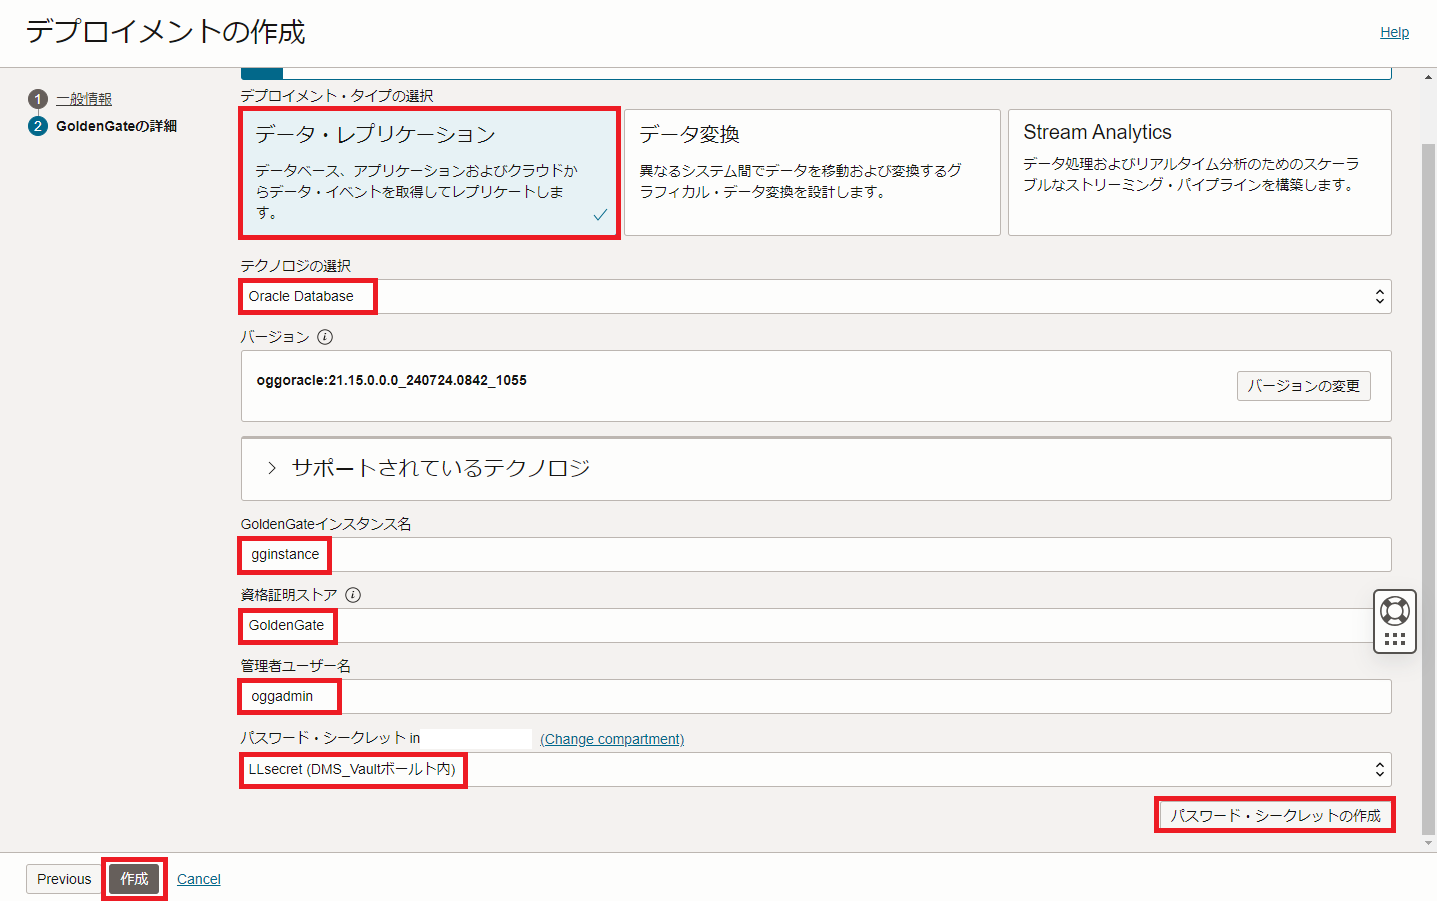 デプロイメントの作成
Help
1 一般情報
2 GoldenGateの詳細
デプロイメント・タイプの選択
データ・レプリケーション
データベース、アプリケーションおよびクラウドか
らデータ・イベントを取得してレプリケートしま
す。
データ変換
異なるシステム間でデータを移動および変換するグ
ラフィカル・データ変換を設計します。
Stream Analytics
データ処理およびリアルタイム分析のためのスケーラ
ブルなストリーミング・パイプラインを構築します。
テクノロジの選択
Oracle Database
バージョン
oggoracle:21.15.0.0.0_240724.0842_1055
バージョンの変更
サポートされているテクノロジ
GoldenGateインスタンス名
gginstance
資格証明ストア
GoldenGate
管理者ユーザー名
oggadmin
パスワード・シークレット in
(Change compartment)
LLsecret (DMS_Vaultボールト内)
パスワード・シークレットの作成
Previous
作成
Cancel